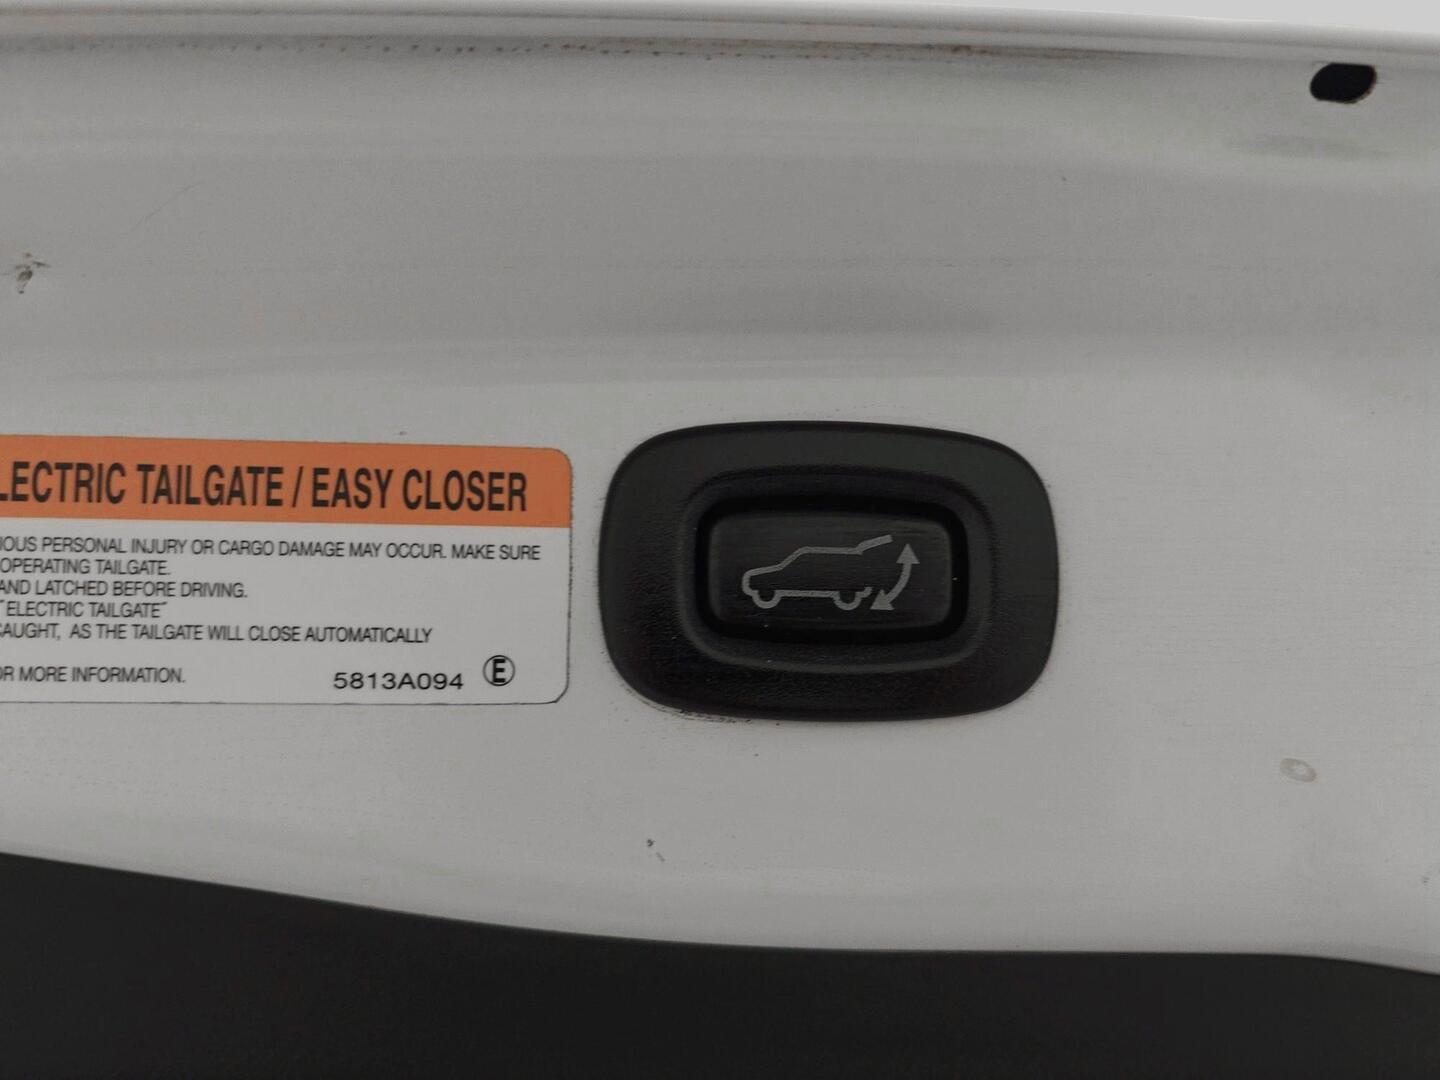 LECTRIC TAILGATE / EASY CLOSER
IOUS PERSONAL INJURY OR CARGO DAMAGE MAY OCCUR. MAKE SURE
OPERATING TAILGATE.
AND LATCHED BEFORE DRIVING.
"ELECTRIC TAILGATE"
CAUGHT, AS THE TAILGATE WILL CLOSE AUTOMATICALLY
OR MORE INFORMATION.
5813A094 Ⓔ